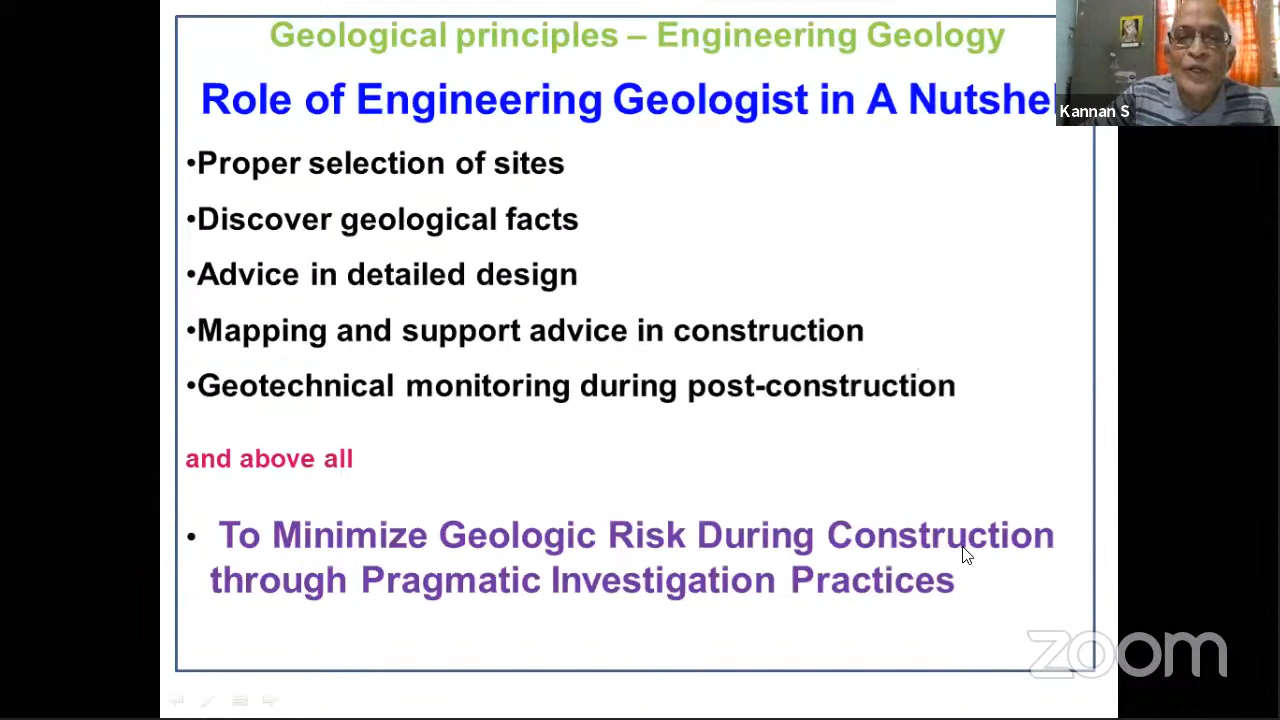 Geological principles – Engineering Geology
Role of Engineering Geologist in A Nutshel
Kannan S
•Proper selection of sites
•Discover geological facts
•Advice in detailed design
•Mapping and support advice in construction
•Geotechnical monitoring during post-construction
and above all
• To Minimize Geologic Risk During Construction
through Pragmatic Investigation Practices
zoom